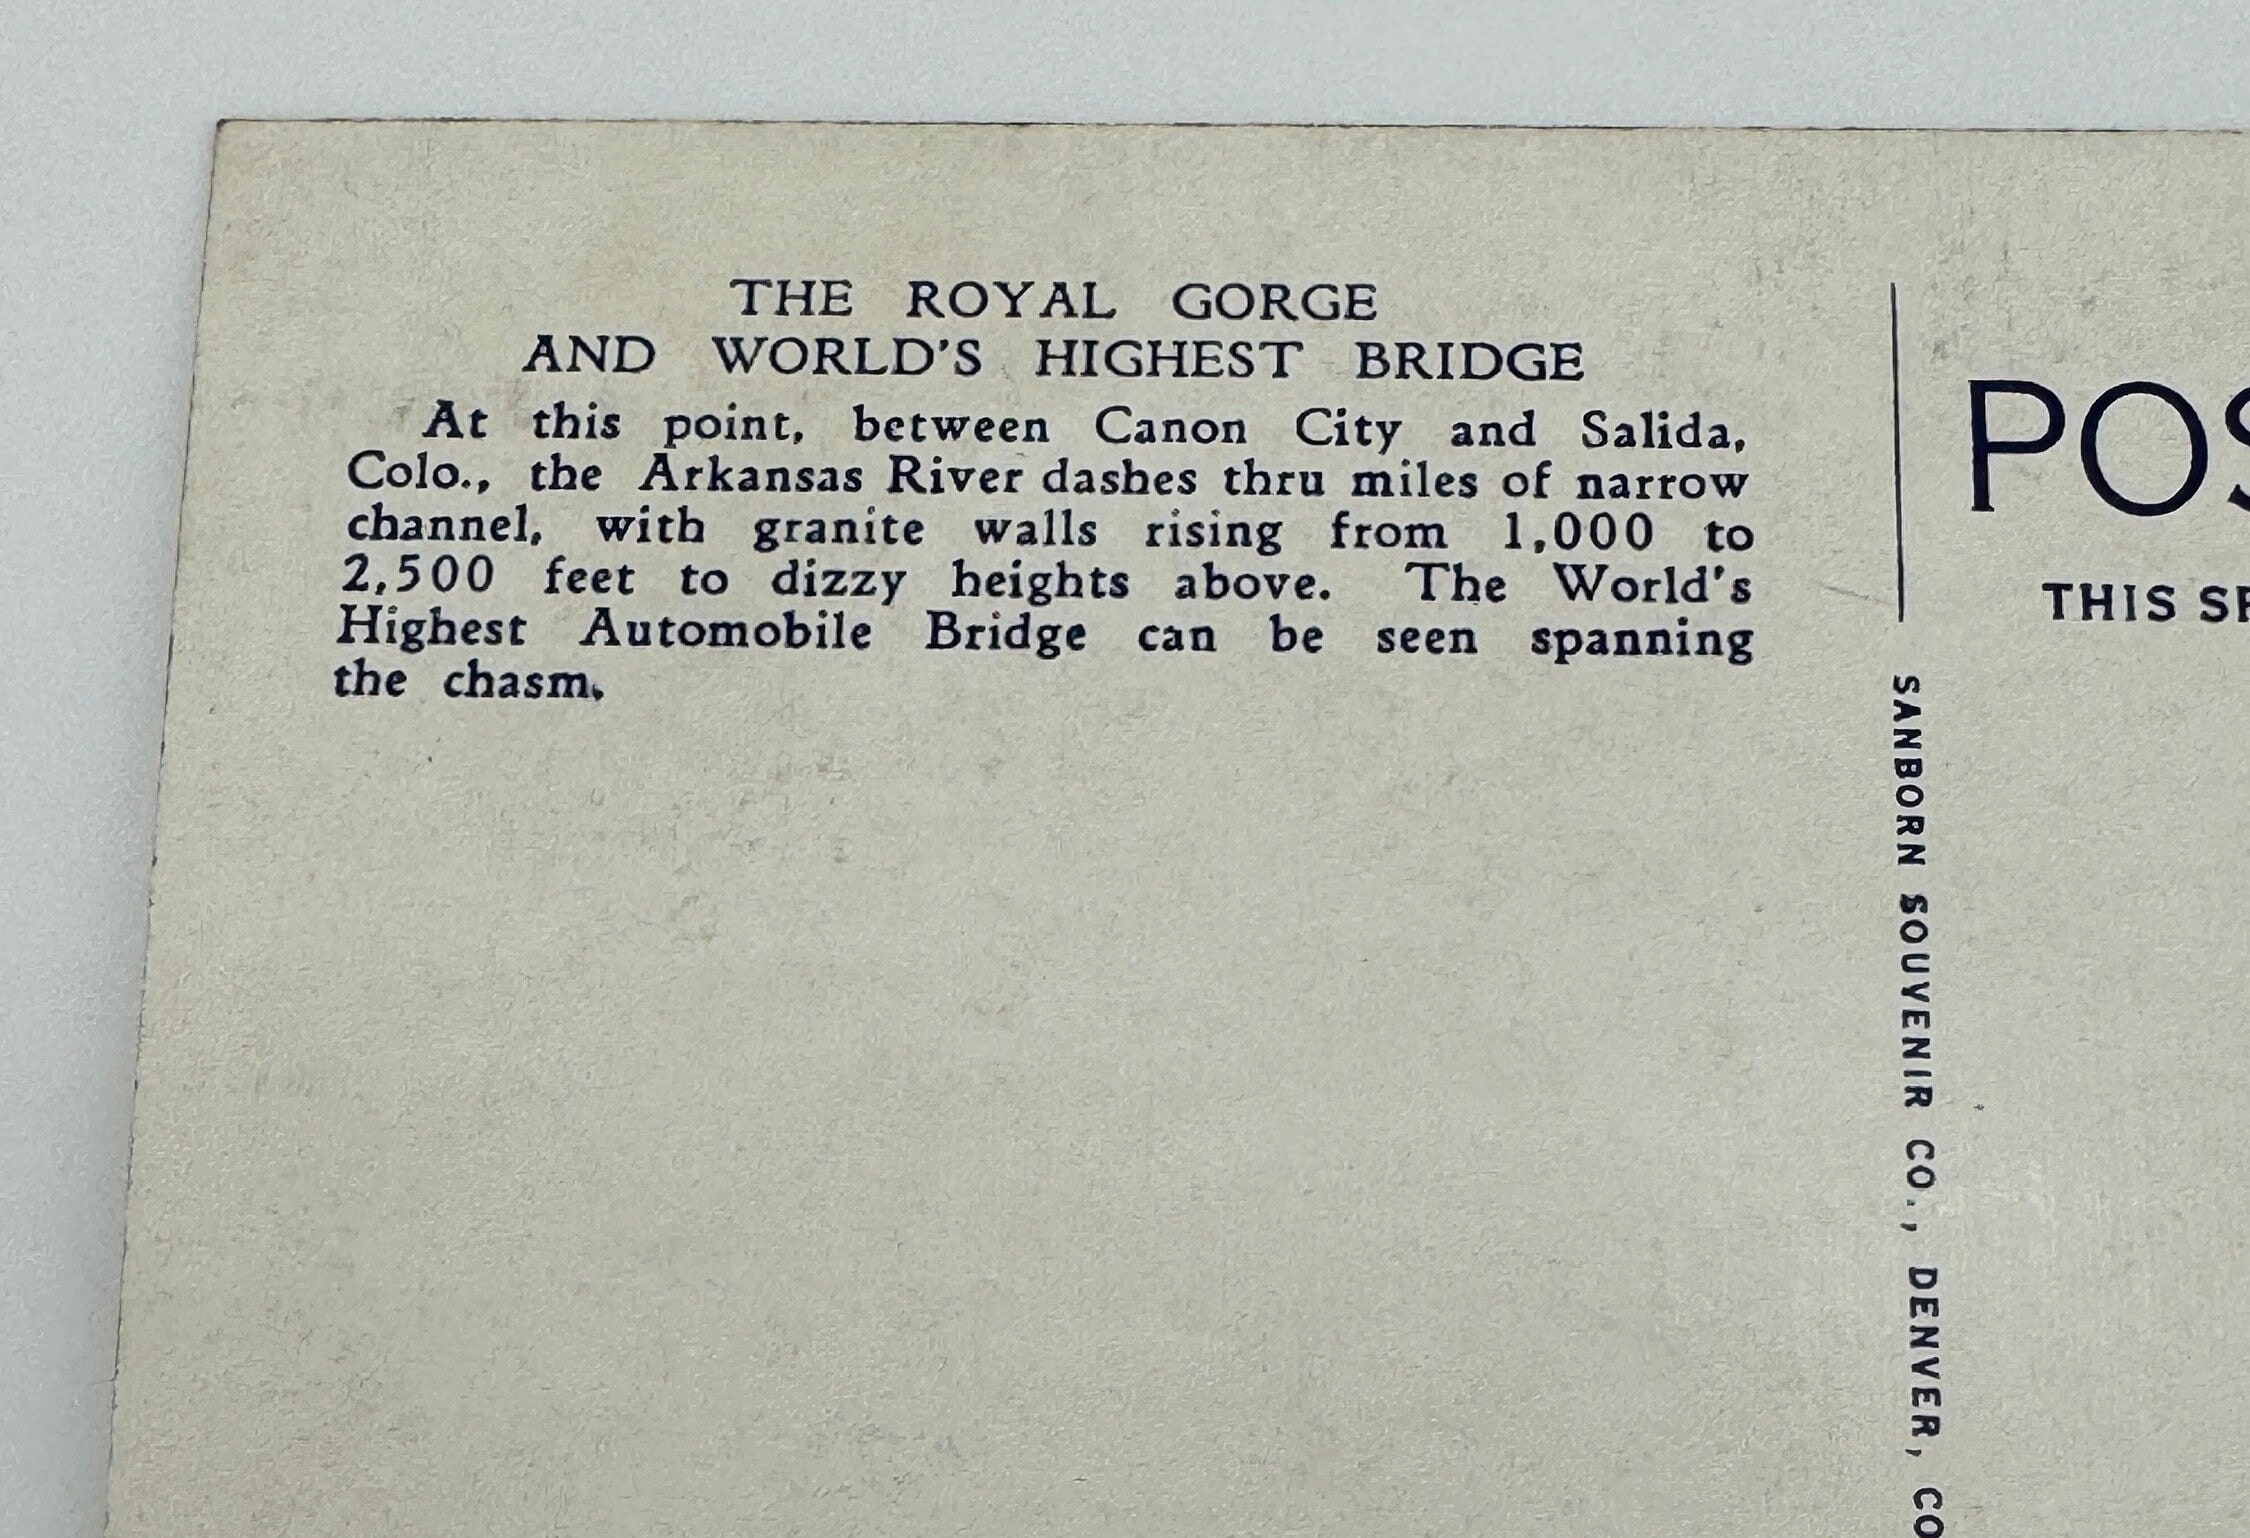 THE ROYAL GORGE
AND WORLD'S HIGHEST BRIDGE
At this point, between Canon City and Salida,
Colo., the Arkansas River dashes thru miles of narrow
channel, with granite walls rising from 1,000 to
2,500 feet to dizzy heights above. The World's
Highest Automobile Bridge can be seen spanning
the chasm.
POS
THIS SP
SANBORN SOUVENIR CO., DENVER, CO